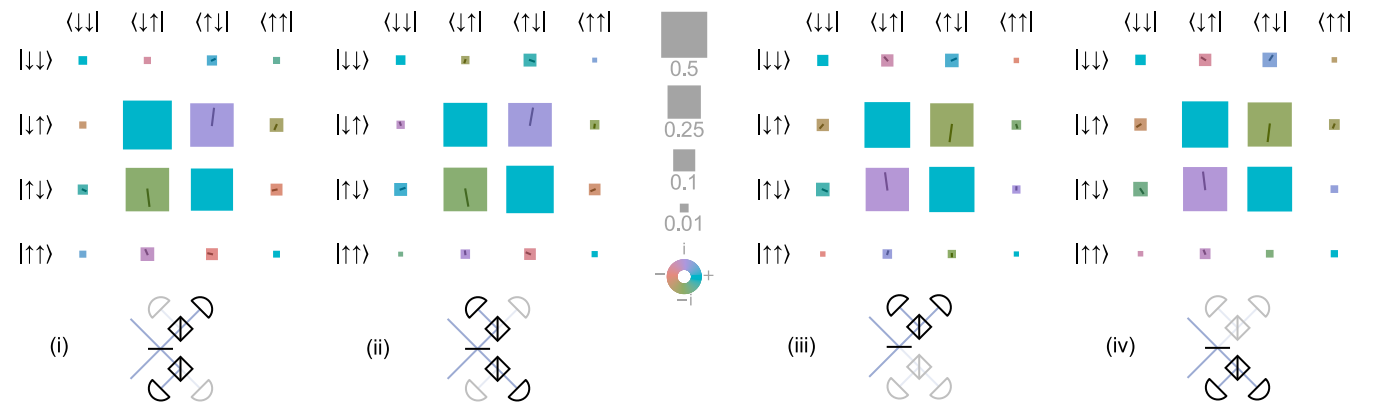 ⟨↓↓| ⟨↓↑| ⟨↑↓| ⟨↑↑| ⟨↓↓| ⟨↓↑| ⟨↑↓| ⟨↑↑| ⟨↓↓| ⟨↓↑| ⟨↑↓| ⟨↑↑| ⟨↓↓| ⟨↓↑| ⟨↑↓| ⟨↑↑|
|↓↓⟩ |↓↓⟩ |↓↓⟩ |↓↓⟩
0.5
|↓↑⟩ |↓↑⟩ 0.25 |↓↑⟩ |↓↑⟩
0.1
|↑↓⟩ |↑↓⟩ |↑↓⟩ |↑↓⟩
0.01
|↑↑⟩ |↑↑⟩ i |↑↑⟩ |↑↑⟩
− +
−i
(i) (ii) (iii) (iv)